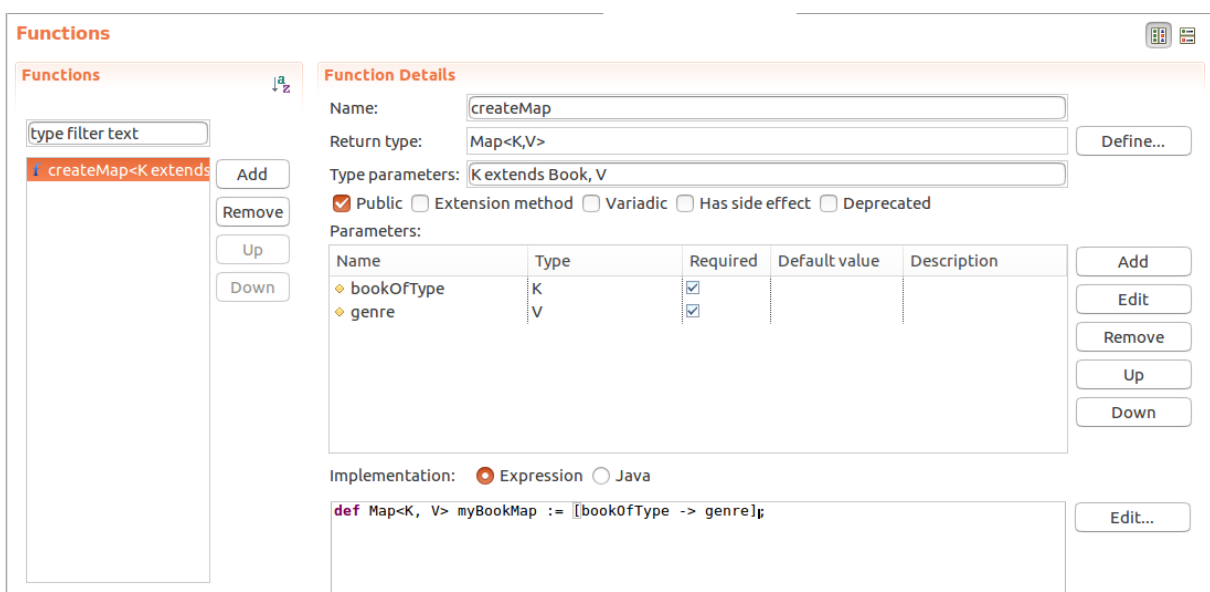 Functions
Functions
a
z
type filter text
createMap<K extends
Add
Remove
Up
Down
Function Details
Name: createMap
Return type: Map<K,V> Define...
Type parameters: K extends Book, V
Public Extension method Variadic Has side effect Deprecated
Parameters:
Name Type Required Default value Description
bookOfType K
genre V
Add
Edit
Remove
Up
Down
Implementation: Expression Java
def Map<K, V> myBookMap := [bookOfType -> genre];
Edit...